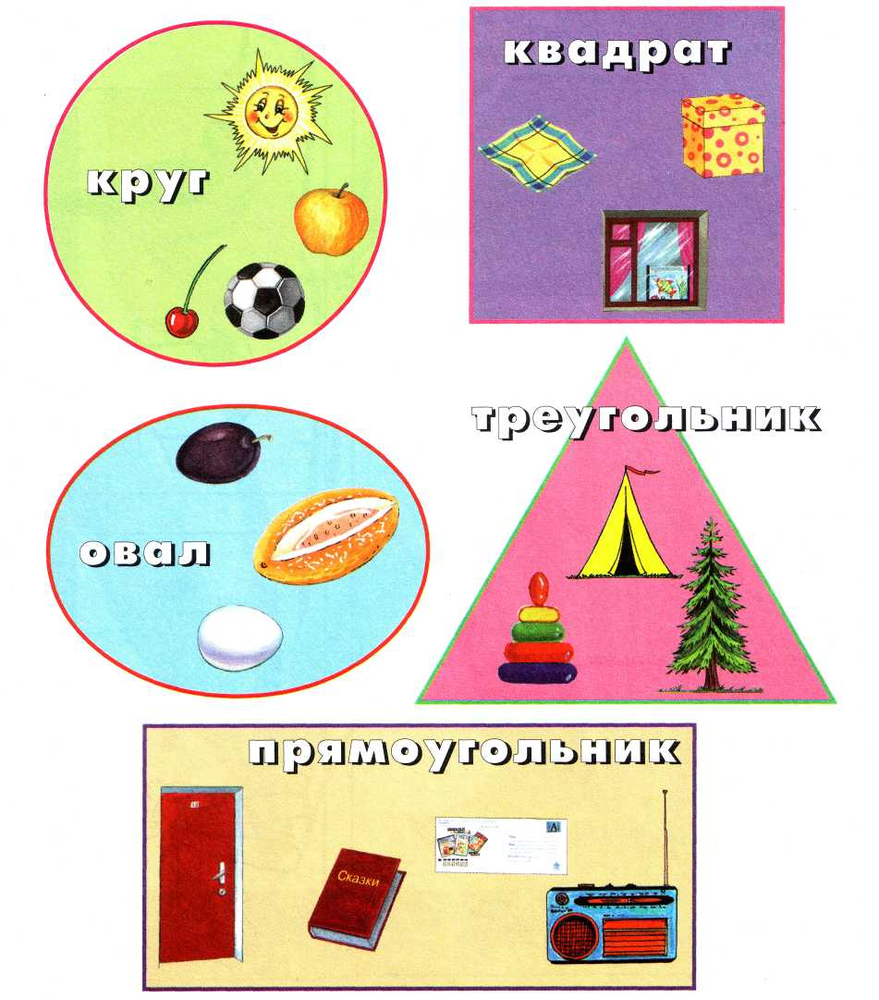 круг
квадрат
овал
треугольник
прямоугольник
Сказки
А